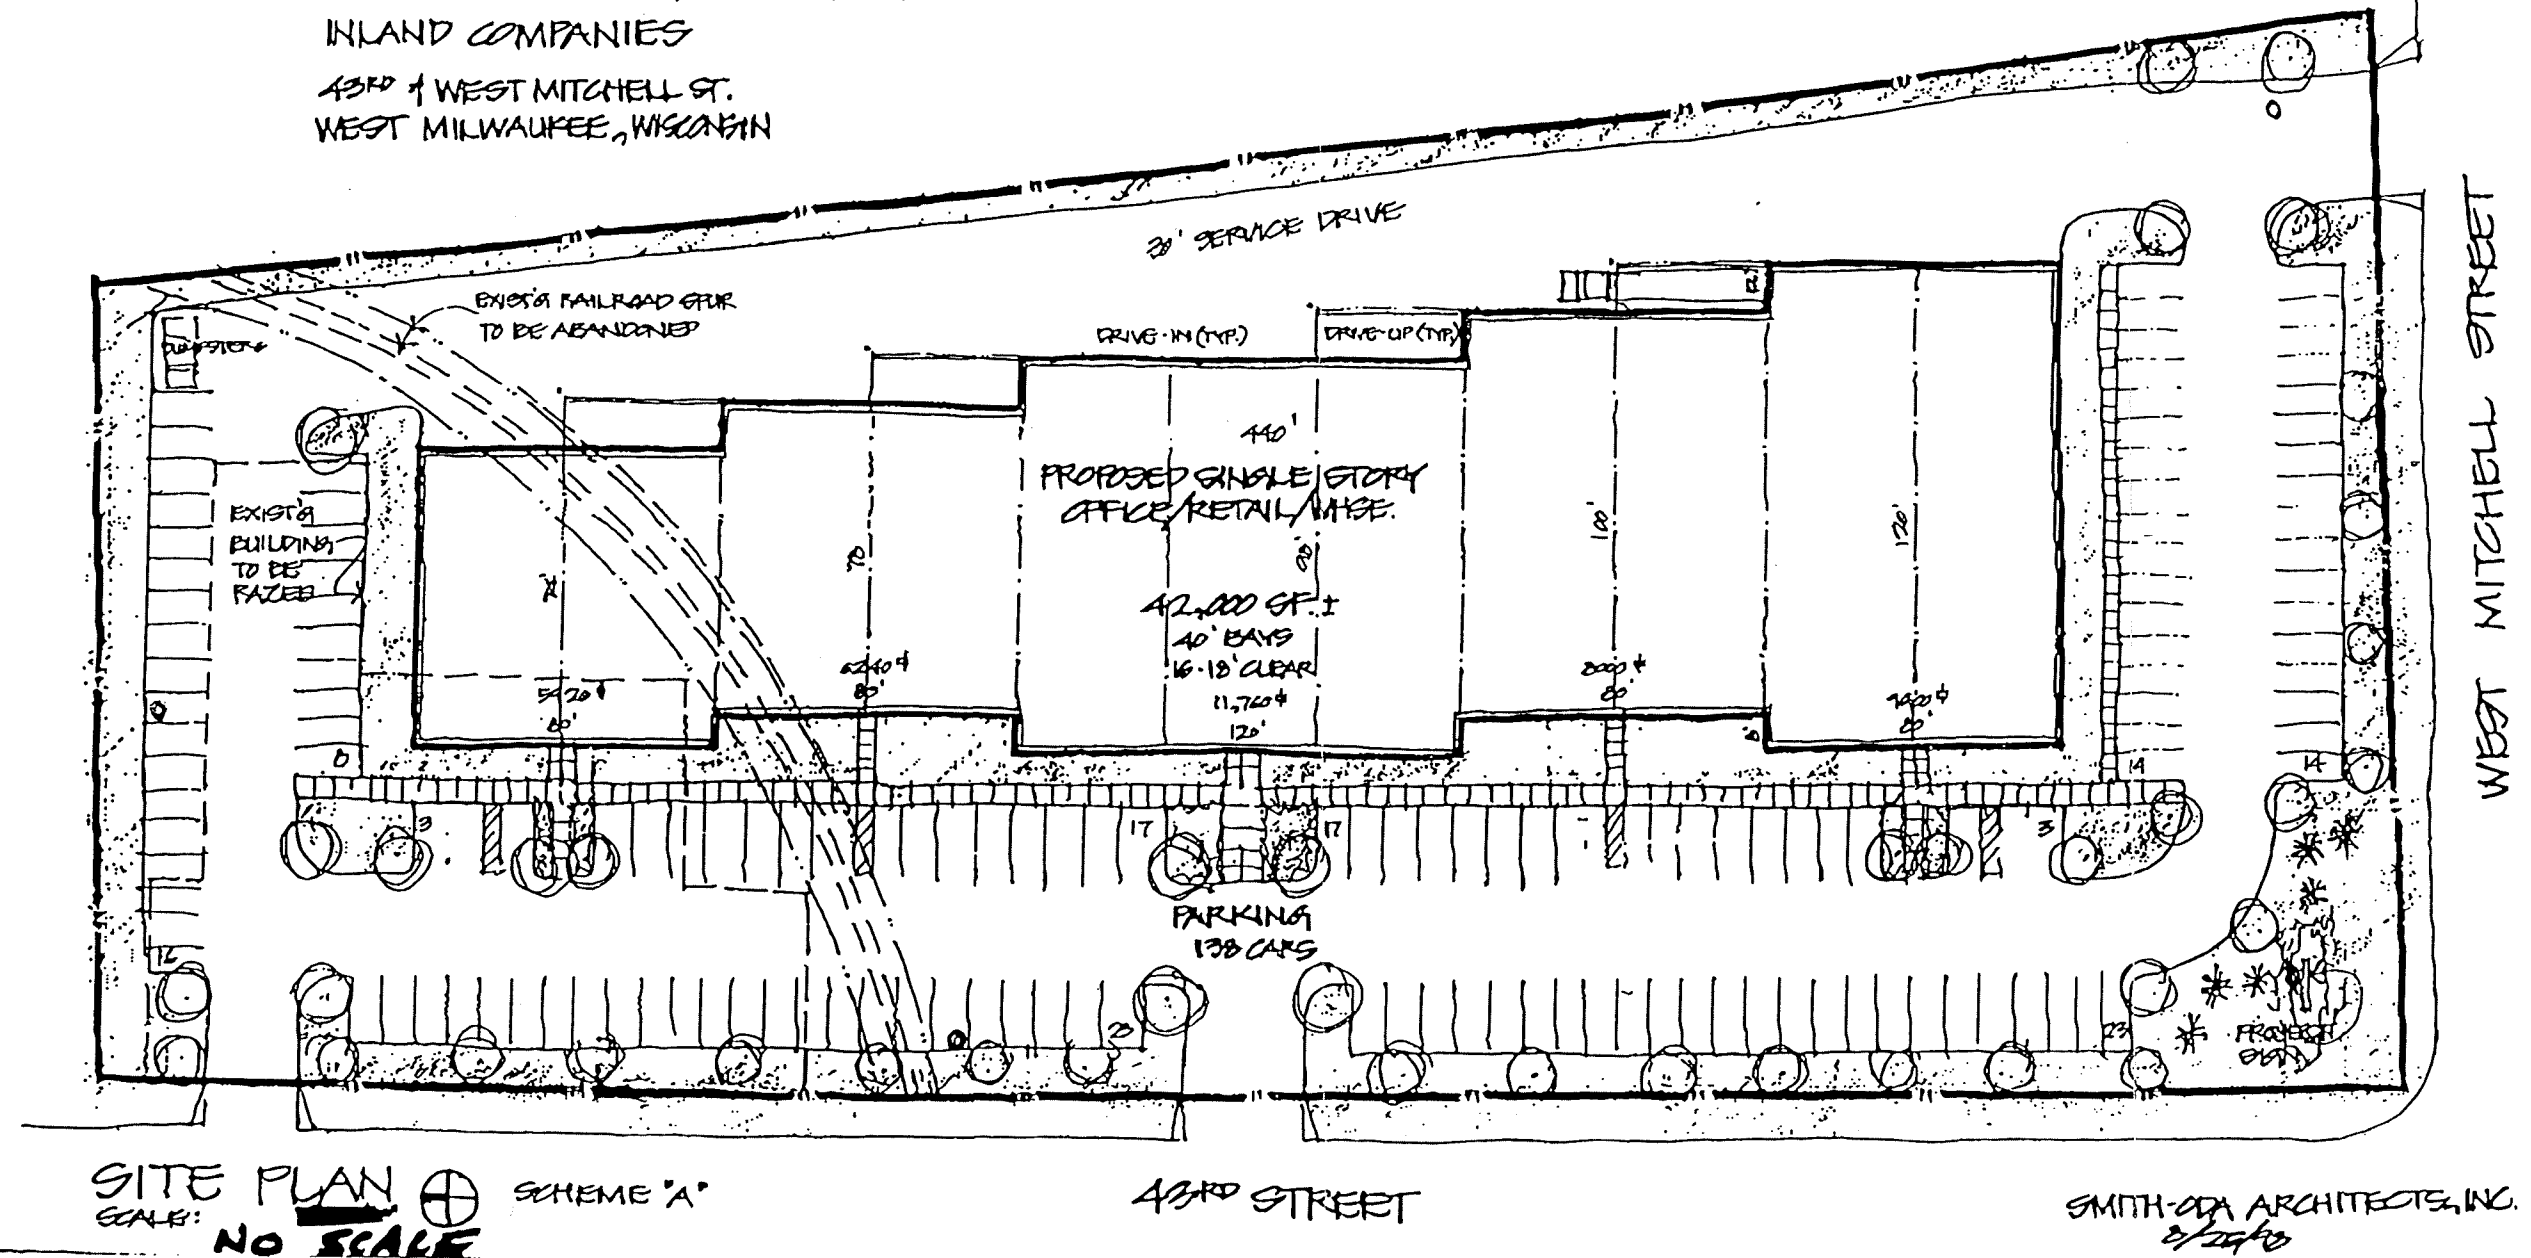 INLAND COMPANIES
43RD & WEST MITCHELL ST.
WEST MILWAUKEE, WISCONSIN
30' SERVICE DRIVE
EXIST'G RAILROAD SPUR
TO BE ABANDONED
DUMPSTERS
DRIVE-IN (TYP.)
DRIVE-UP (TYP.)
440'
PROPOSED SINGLE STORY
OFFICE/RETAIL/WHSE.
EXIST'G
BUILDING
TO BE
RAZED
70'
90'
100'
120'
42,000 SF. ±
40' BAYS
16-18' CLEAR
11,760
120'
80'
80'
8000
80'
80'
8
14
14
3
17
17
3
PARKING
138 CARS
16
23
WEST MITCHELL STREET
SITE PLAN
SCHEME "A"
SCALE:
NO SCALE
43RD STREET
SMITH-ODA ARCHITECTS, INC.